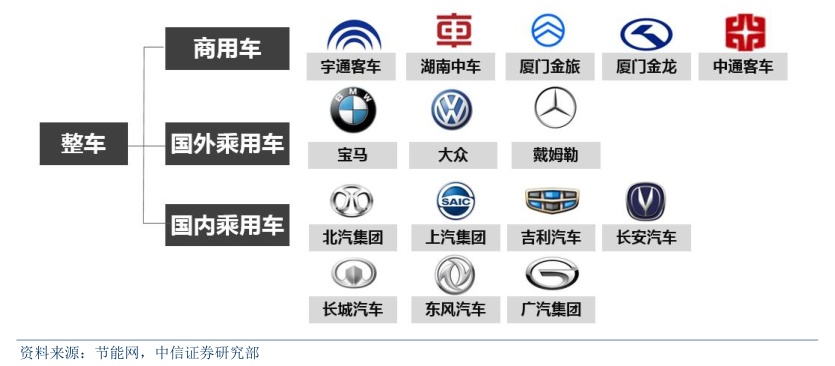 商用车
宇通客车
湖南中车
厦门金旅
厦门金龙
中通客车
整车
国外乘用车
BMW
宝马
大众
戴姆勒
国内乘用车
北汽集团
SAIC
上汽集团
吉利汽车
长安汽车
长城汽车
东风汽车
广汽集团
资料来源：节能网，中信证券研究部